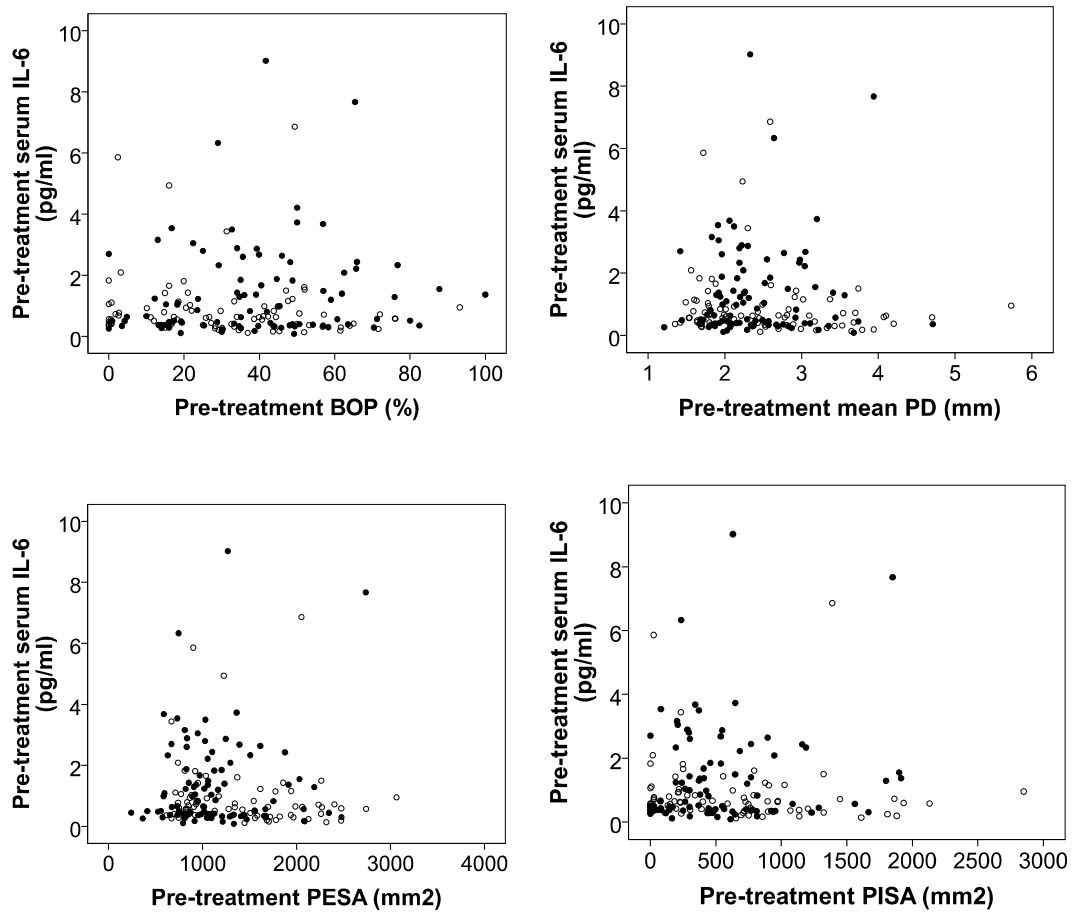 Pre-treatment serum IL-6
(pg/ml)
10
8
6
4
2
0
0 20 40 60 80 100
Pre-treatment BOP (%)
Pre-treatment serum IL-6
(pg/ml)
10
8
6
4
2
0
1 2 3 4 5 6
Pre-treatment mean PD (mm)
Pre-treatment serum IL-6
(pg/ml)
10
8
6
4
2
0
0 1000 2000 3000 4000
Pre-treatment PESA (mm2)
Pre-treatment serum IL-6
(pg/ml)
10
8
6
4
2
0
0 500 1000 1500 2000 2500 3000
Pre-treatment PISA (mm2)